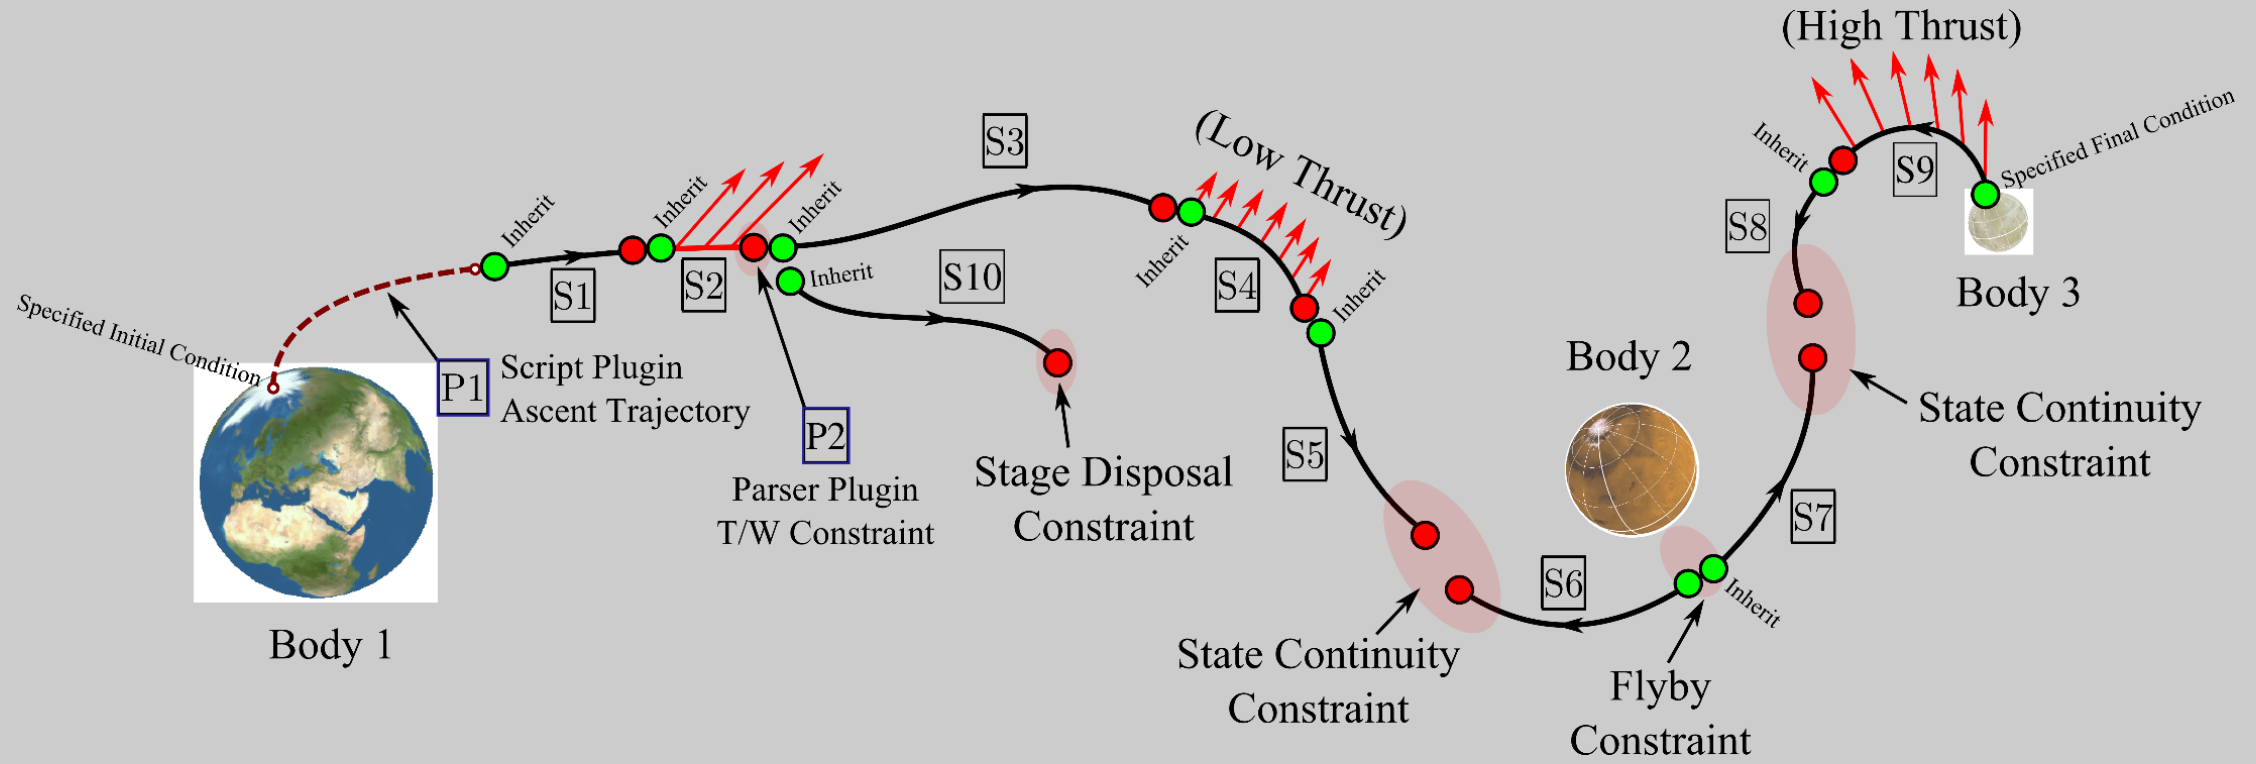 (High Thrust)
Specified Final Condition
Inherit
S9
S8
Body 3
S3
(Low Thrust)
Inherit
S4
Inherit
Inherit
S1
Inherit
S2
Inherit
Inherit
S10
Specified Initial Condition
P1
Script Plugin
Ascent Trajectory
Body 1
P2
Parser Plugin
T/W Constraint
Stage Disposal
Constraint
S5
State Continuity
Constraint
S6
Body 2
Flyby
Constraint
Inherit
S7
State Continuity
Constraint